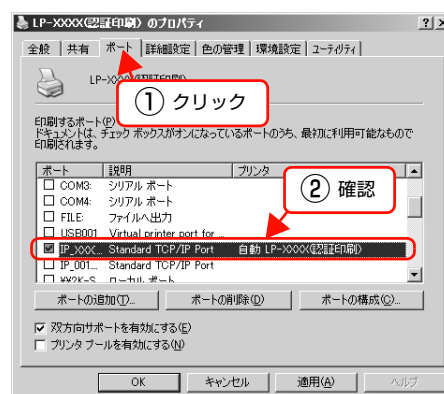 LP-XXXX(認証印刷) のプロパティ
全般 共有 ポート 詳細設定 色の管理 環境設定 ユーティリティ
① クリック
印刷するポート(P)
ドキュメントは、チェック ボックスがオンになっているポートのうち、最初に利用可能なもので
印刷されます。
ポート 説明 プリンタ
② 確認
COM3: シリアル ポート
COM4: シリアル ポート
FILE: ファイルへ出力
USB001 Virtual printer port for ...
IP_XXX... Standard TCP/IP Port 自動 LP-XXXX(認証印刷)
IP_001... Standard TCP/IP Port
ローカル ポート
ポートの追加(T)... ポートの削除(D) ポートの構成(C)...
双方向サポートを有効にする(E)
プリンタ プールを有効にする(N)
OK キャンセル 適用(A) ヘルプ